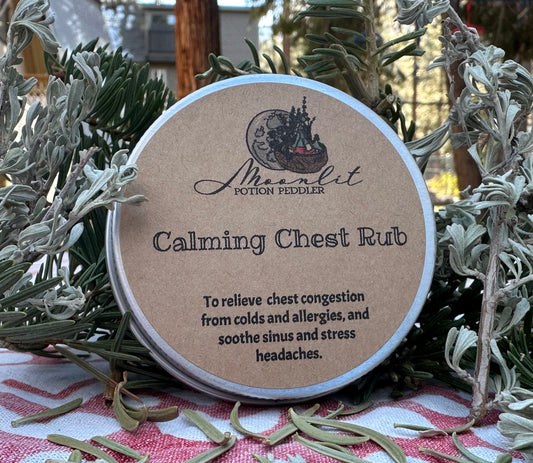 Moonlit
POTION PEDDLER
Calming Chest Rub
To relieve chest congestion
from colds and allergies, and
soothe sinus and stress
headaches.